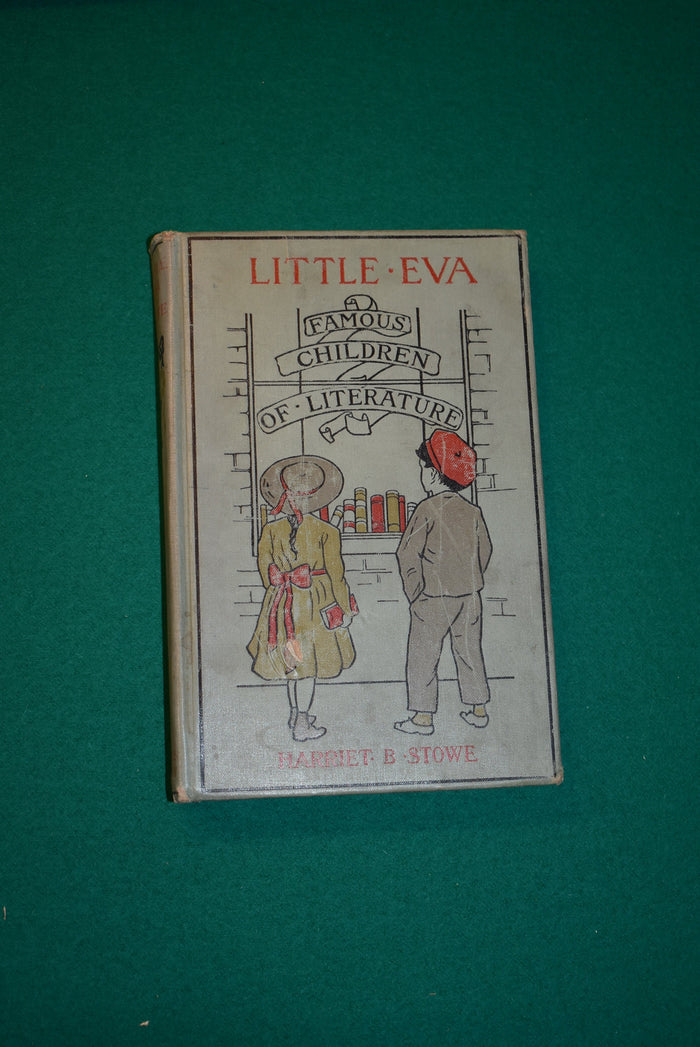 LITTLE · EVA
FAMOUS
CHILDREN
OF · LITERATURE
HARRIET · B · STOWE